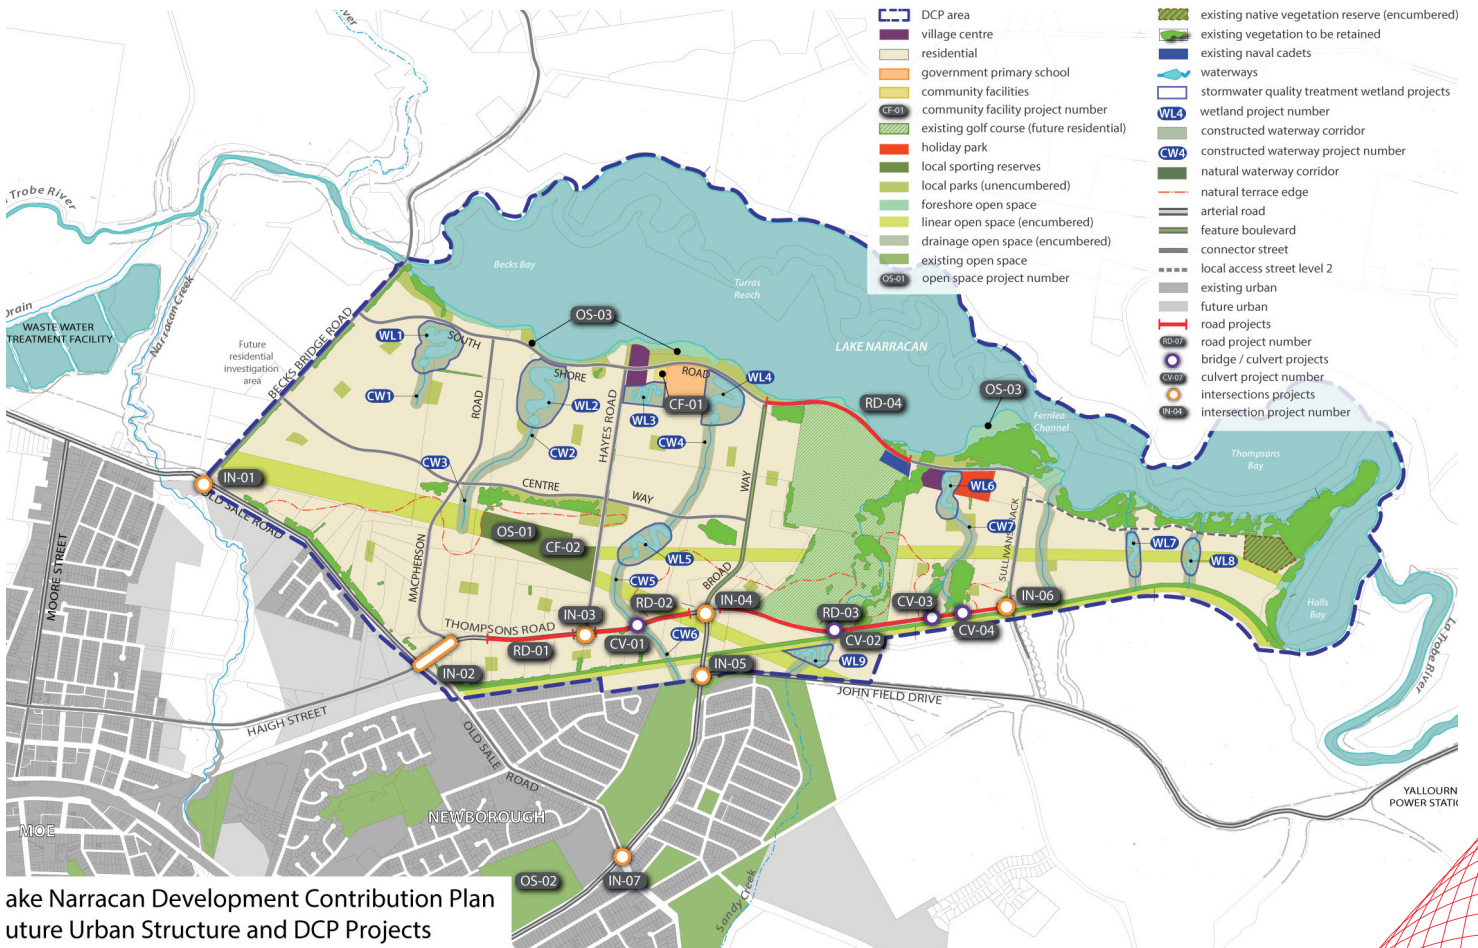 DCP area
village centre
residential
government primary school
community facilities
CF-01 community facility project number
existing golf course (future residential)
holiday park
local sporting reserves
local parks (unencumbered)
foreshore open space
linear open space (encumbered)
drainage open space (encumbered)
existing open space
OS-01 open space project number
existing native vegetation reserve (encumbered)
existing vegetation to be retained
existing naval cadets
waterways
stormwater quality treatment wetland projects
WL4 wetland project number
constructed waterway corridor
CW4 constructed waterway project number
natural waterway corridor
natural terrace edge
arterial road
feature boulevard
connector street
local access street level 2
existing urban
future urban
road projects
RD-07 road project number
bridge / culvert projects
CV-07 culvert project number
intersections projects
IN-04 intersection project number
River
River
Trobe River
Drain
Narracan Creek
WASTE WATER
TREATMENT FACILITY
Future
residential
investigation
area
BECKS BRIDGE ROAD
Becks Bay
Turras
Reach
LAKE NARRACAN
Fernlea
Channel
Thompsons
Bay
Halls
Bay
La Trobe River
OS-03
OS-03
WL1
SOUTH
SHORE
ROAD
CW1
ROAD
WL2
CW2
HAYES ROAD
WL3
CF-01
WL4
CW4
RD-04
CW3
CENTRE
WAY
WAY
IN-01
OLD SALE ROAD
OS-01
CF-02
WL5
CW5
MACPHERSON
BROAD
WL6
CW7
SULLIVANS TRACK
WL7
WL8
MOORE STREET
THOMPSONS ROAD
RD-01
IN-02
IN-03
CV-01
RD-02
IN-04
CW6
IN-05
RD-03
CV-02
CV-03
CV-04
IN-06
WL9
JOHN FIELD DRIVE
HAIGH STREET
OLD SALE ROAD
NEWBOROUGH
MOE
OS-02
IN-07
Sandy Creek
YALLOURN
POWER STATIO
ake Narracan Development Contribution Plan
uture Urban Structure and DCP Projects